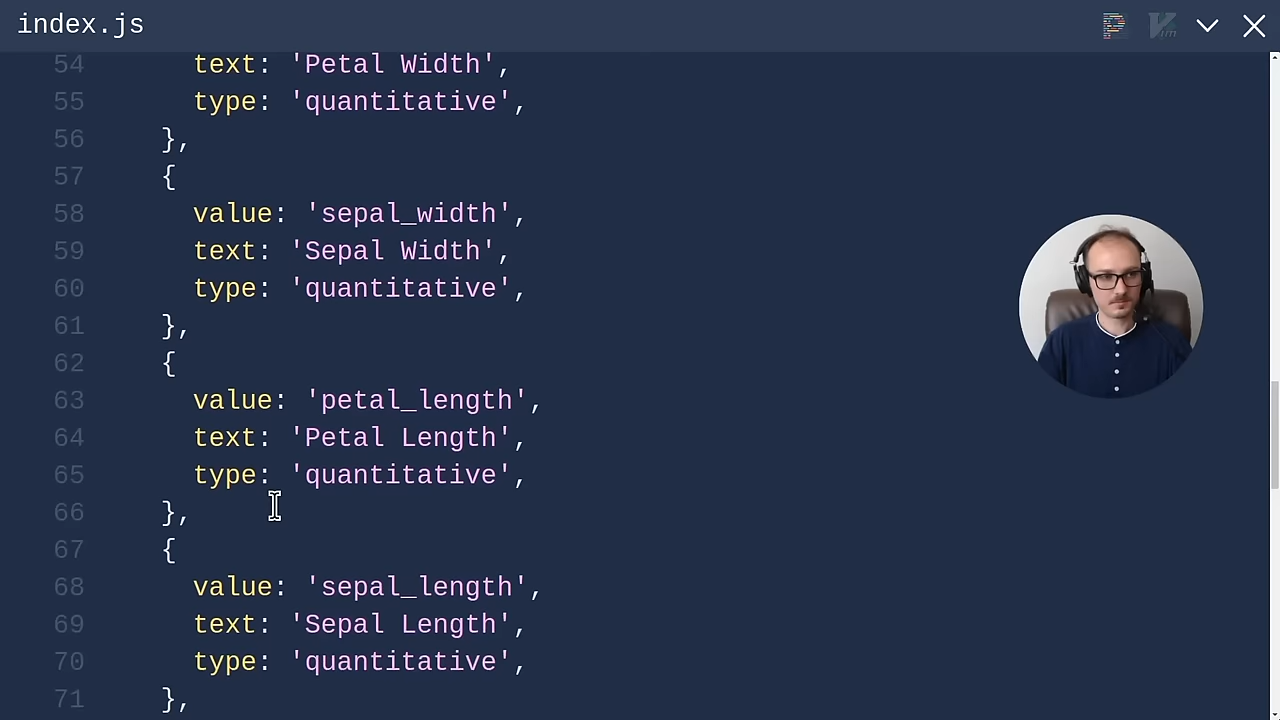 index.js
54 text: 'Petal Width',
55 type: 'quantitative',
56 },
57 {
58 value: 'sepal_width',
59 text: 'Sepal Width',
60 type: 'quantitative',
61 },
62 {
63 value: 'petal_length',
64 text: 'Petal Length',
65 type: 'quantitative',
66 },
67 {
68 value: 'sepal_length',
69 text: 'Sepal Length',
70 type: 'quantitative',
71 },